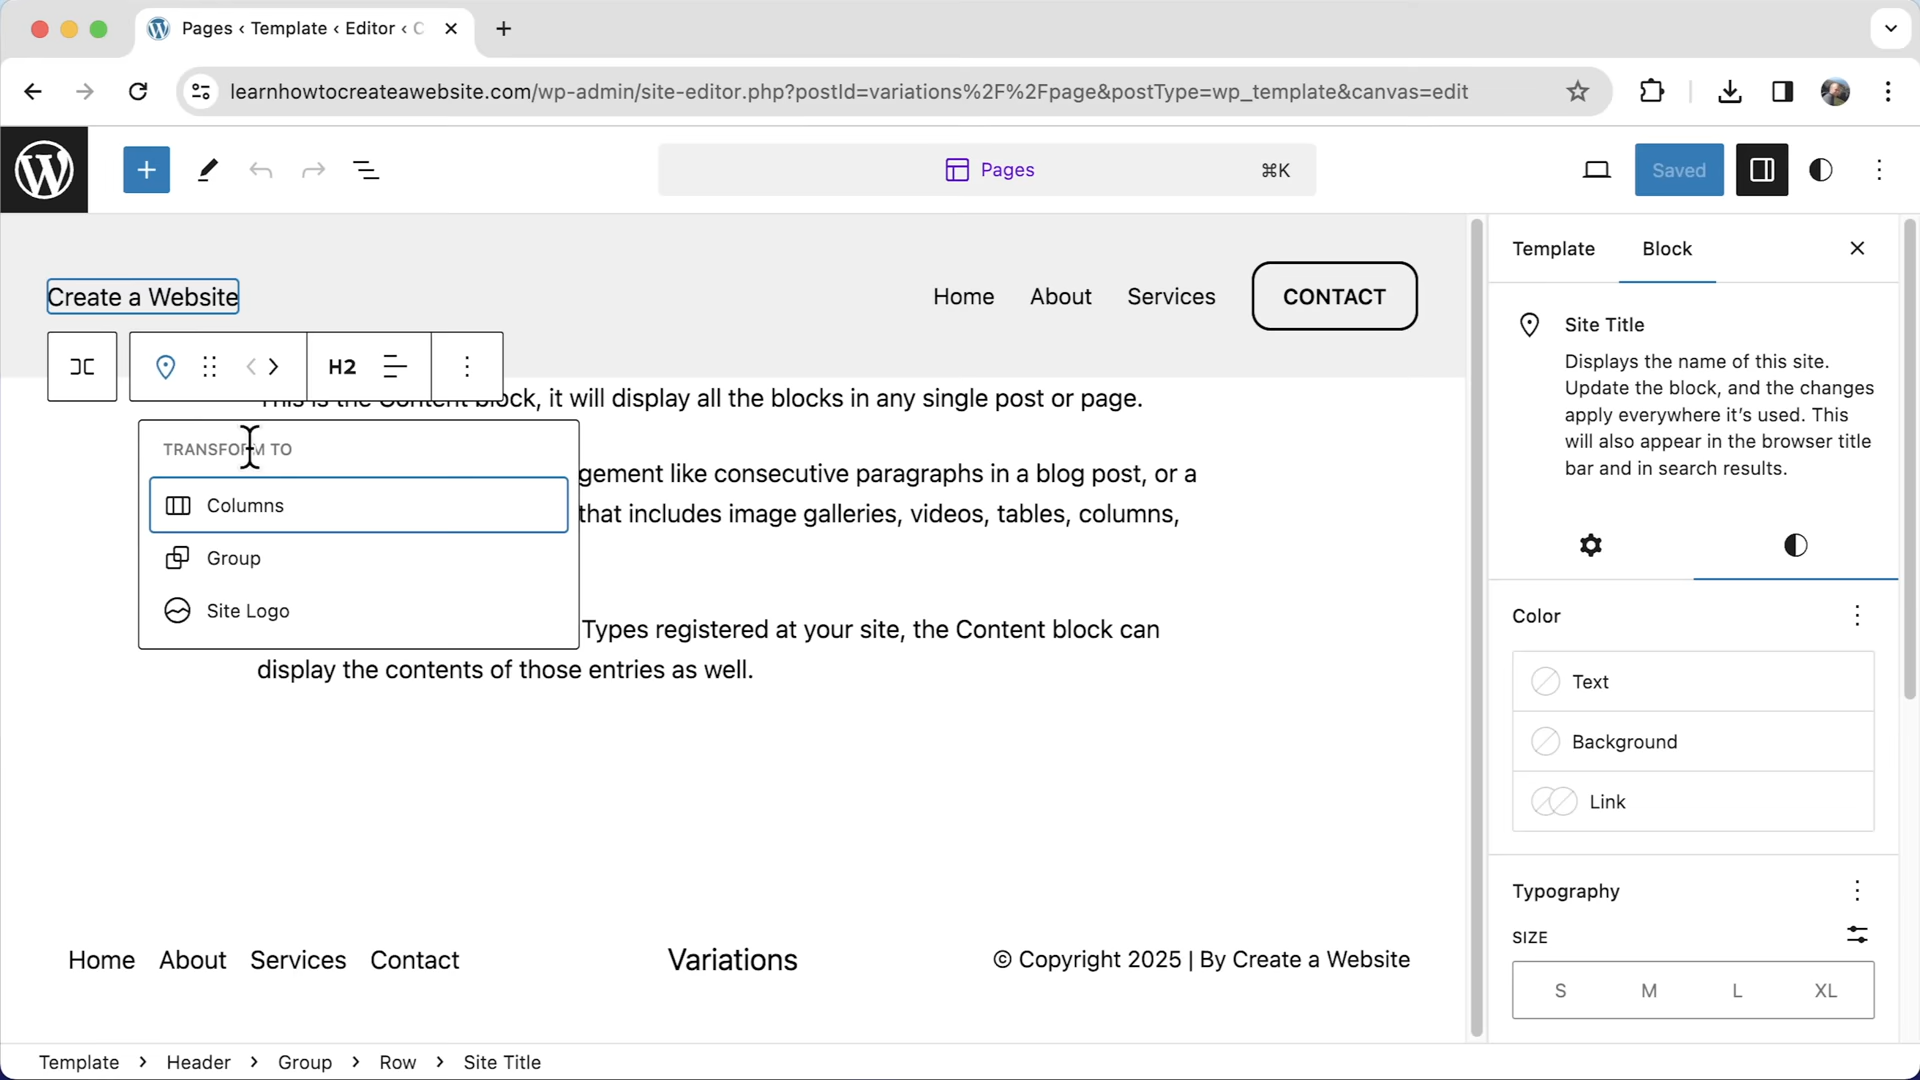 Pages ‹ Template ‹ Editor ‹ C
learnhowtocreateawebsite.com/wp-admin/site-editor.php?postId=variations%2F%2Fpage&postType=wp_template&canvas=edit
Pages
⌘K
Saved
Create a Website
Home
About
Services
CONTACT
H2
This is the Content block, it will display all the blocks in any single post or page.
TRANSFORM TO
Columns
Group
Site Logo
gement like consecutive paragraphs in a blog post, or a
that includes image galleries, videos, tables, columns,
Types registered at your site, the Content block can
display the contents of those entries as well.
Home About Services Contact
Variations
© Copyright 2025 | By Create a Website
Template
Block
Site Title
Displays the name of this site.
Update the block, and the changes
apply everywhere it’s used. This
will also appear in the browser title
bar and in search results.
Color
Text
Background
Link
Typography
SIZE
S M L XL
Template › Header › Group › Row › Site Title